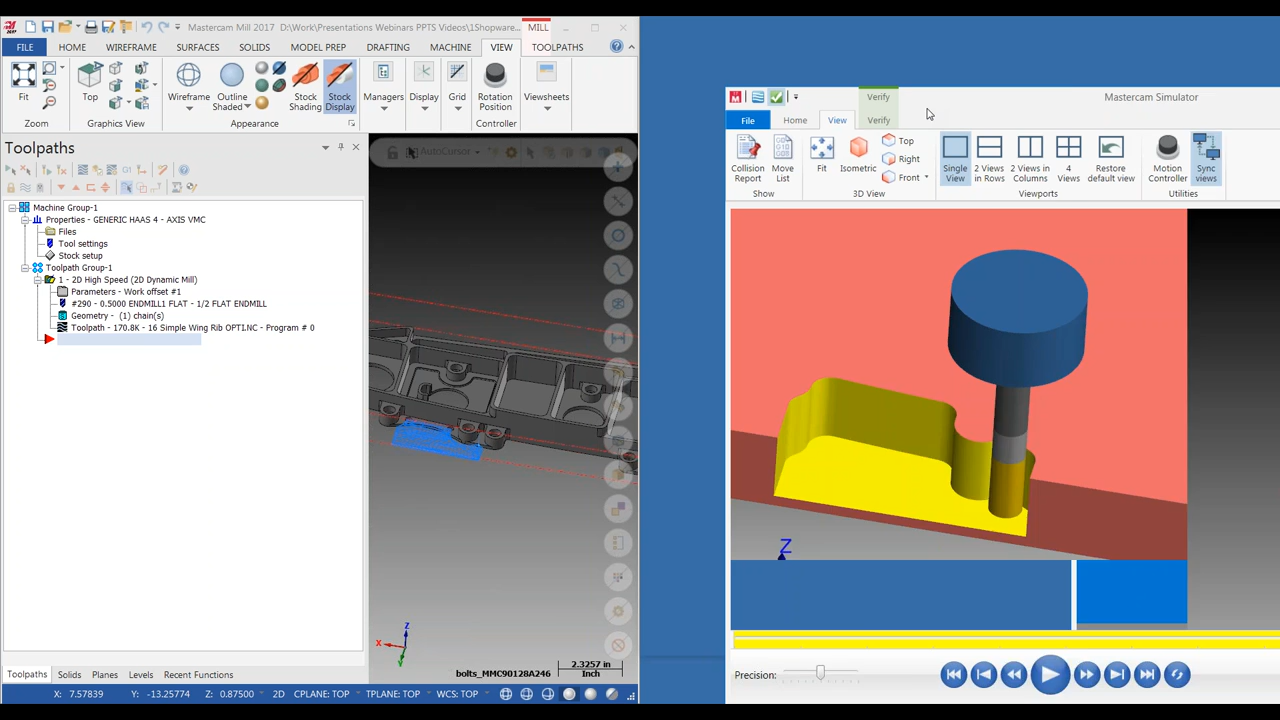 Mastercam Mill 2017 D:\Work\Presentations Webinars PPTS Videos\1Shopware...
MILL
FILE HOME WIREFRAME SURFACES SOLIDS MODEL PREP DRAFTING MACHINE VIEW TOOLPATHS
Fit Top Wireframe Outline Shaded Stock Shading Stock Display Managers Display Grid Rotation Position Viewsheets
Zoom Graphics View Appearance Controller
Toolpaths
AutoCursor
Machine Group-1
Properties - GENERIC HAAS 4 - AXIS VMC
Files
Tool settings
Stock setup
Toolpath Group-1
1 - 2D High Speed (2D Dynamic Mill)
Parameters - Work offset #1
#290 - 0.5000 ENDMILL1 FLAT - 1/2 FLAT ENDMILL
Geometry - (1) chain(s)
Toolpath - 170.8K - 16 Simple Wing Rib OPTI.NC - Program # 0
Z
X
Y
bolts_MMC90128A246
2.3257 in
Inch
Toolpaths Solids Planes Levels Recent Functions
X: 7.57839 Y: -13.25774 Z: 0.87500 2D CPLANE: TOP TPLANE: TOP WCS: TOP
Verify
Mastercam Simulator
File Home View Verify
Collision Report Move List Fit Isometric Top Right Front Single View 2 Views in Rows 2 Views in Columns 4 Views Restore default view Motion Controller Sync views
Show 3D View Viewports Utilities
Z
Precision: